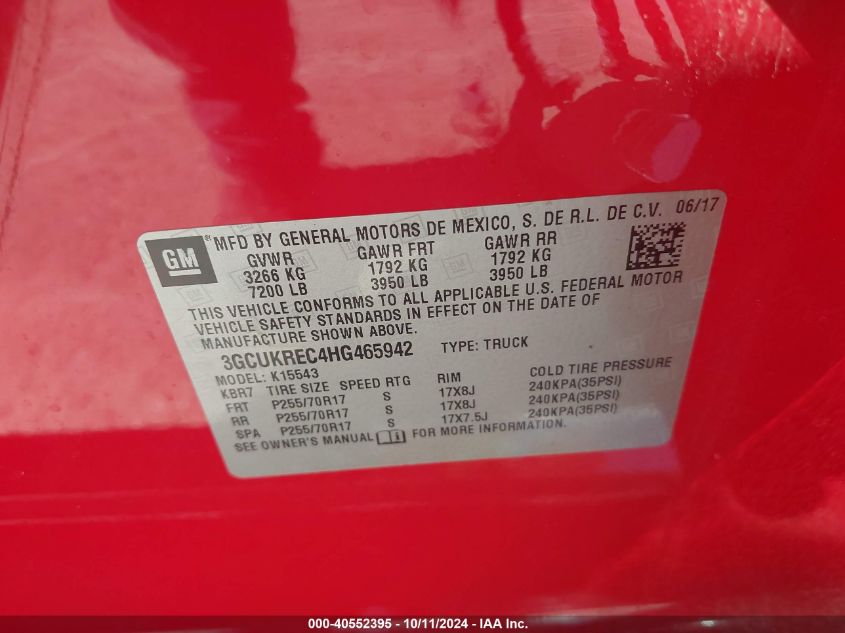 GM ® MFD BY GENERAL MOTORS DE MEXICO, S. DE R.L. DE C.V. 06/17
GVWR GAWR FRT GAWR RR
3266 KG 1792 KG 1792 KG
7200 LB 3950 LB 3950 LB
THIS VEHICLE CONFORMS TO ALL APPLICABLE U.S. FEDERAL MOTOR
VEHICLE SAFETY STANDARDS IN EFFECT ON THE DATE OF
MANUFACTURE SHOWN ABOVE.
3GCUKREC4HG465942 TYPE: TRUCK
MODEL: K15543
KBR7 TIRE SIZE SPEED RTG RIM COLD TIRE PRESSURE
FRT P255/70R17 S 17X8J 240KPA(35PSI)
RR P255/70R17 S 17X8J 240KPA(35PSI)
SPA P255/70R17 S 17X7.5J 240KPA(35PSI)
SEE OWNER'S MANUAL FOR MORE INFORMATION.
000-40552395 - 10/11/2024 - IAA Inc.